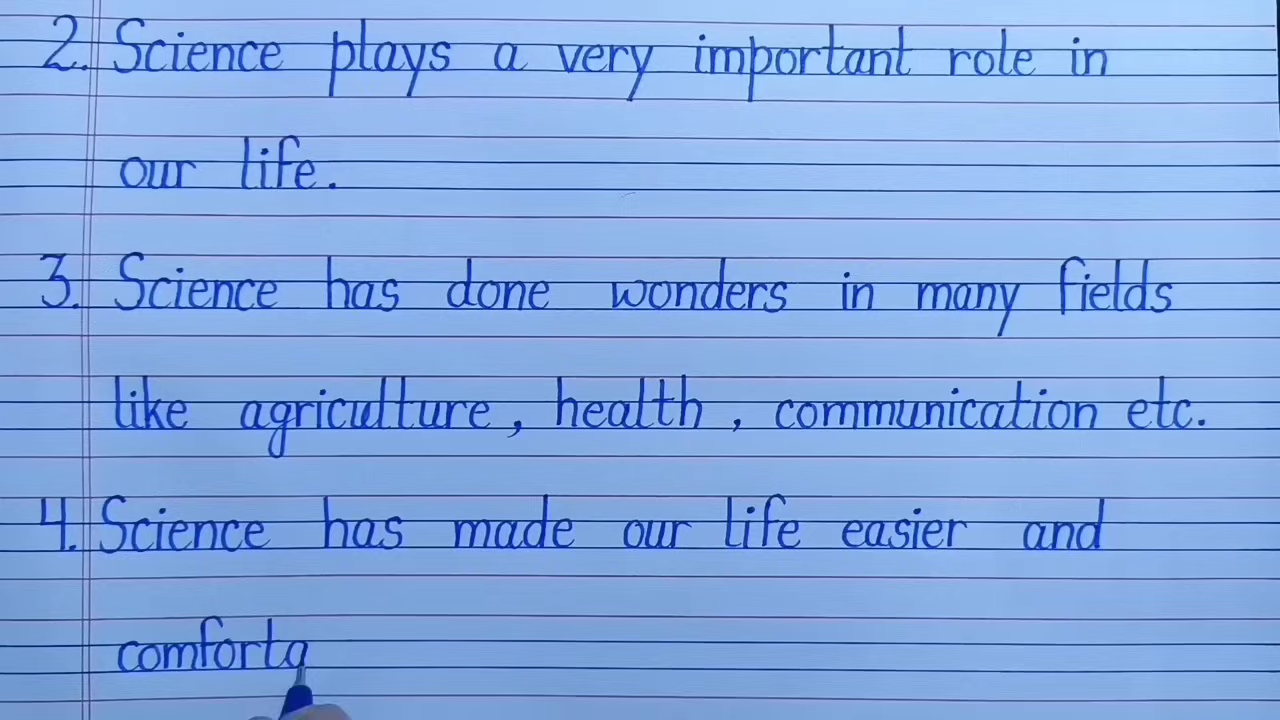 2. Science plays a very important role in
our life.
3. Science has done wonders in many fields
like agriculture, health, communication etc.
4. Science has made our life easier and
comforta